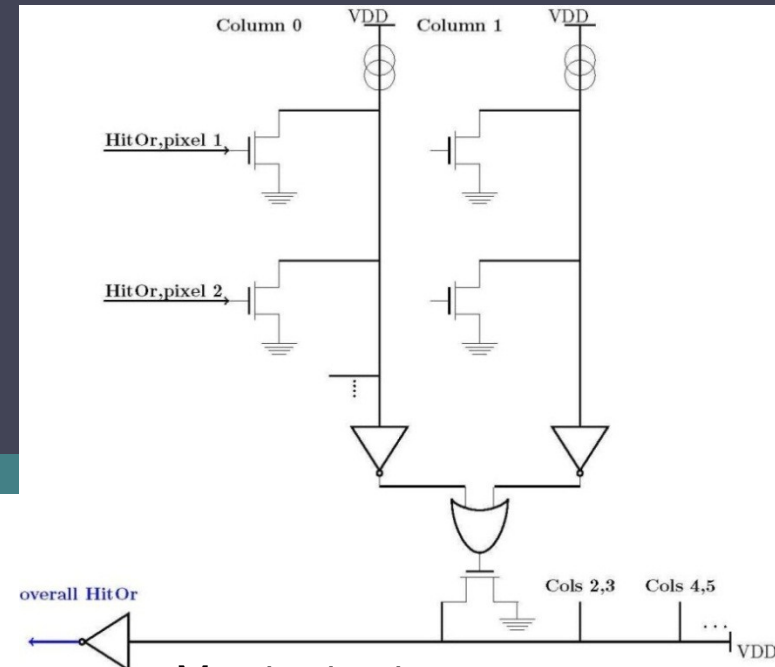 Column 0
VDD
Column 1
VDD
HitOr,pixel 1
HitOr,pixel 2
Cols 2,3
Cols 4,5
overall HitOr
...
VDD